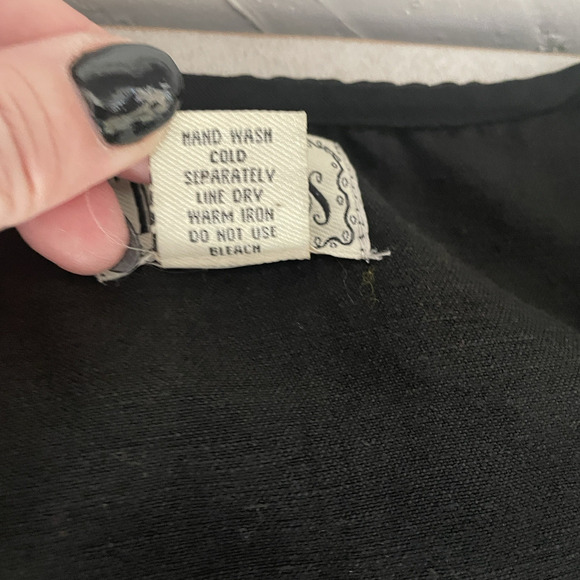 HAND WASH
COLD
SEPARATELY
LINE DRY
WARM IRON
DO NOT USE
BLEACH
S